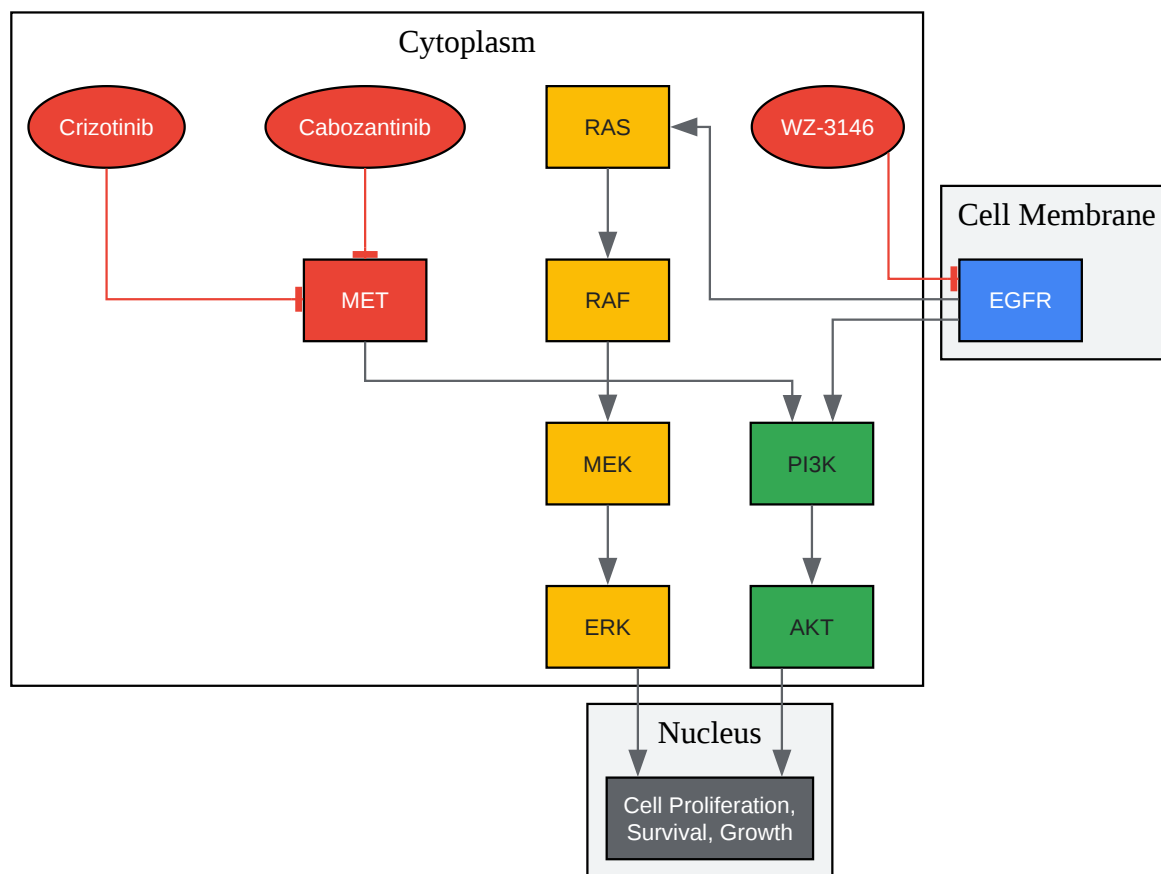 Cytoplasm
Crizotinib
Cabozantinib
RAS
WZ-3146
Cell Membrane
MET
RAF
EGFR
MEK
PI3K
ERK
AKT
Nucleus
Cell Proliferation,
Survival, Growth